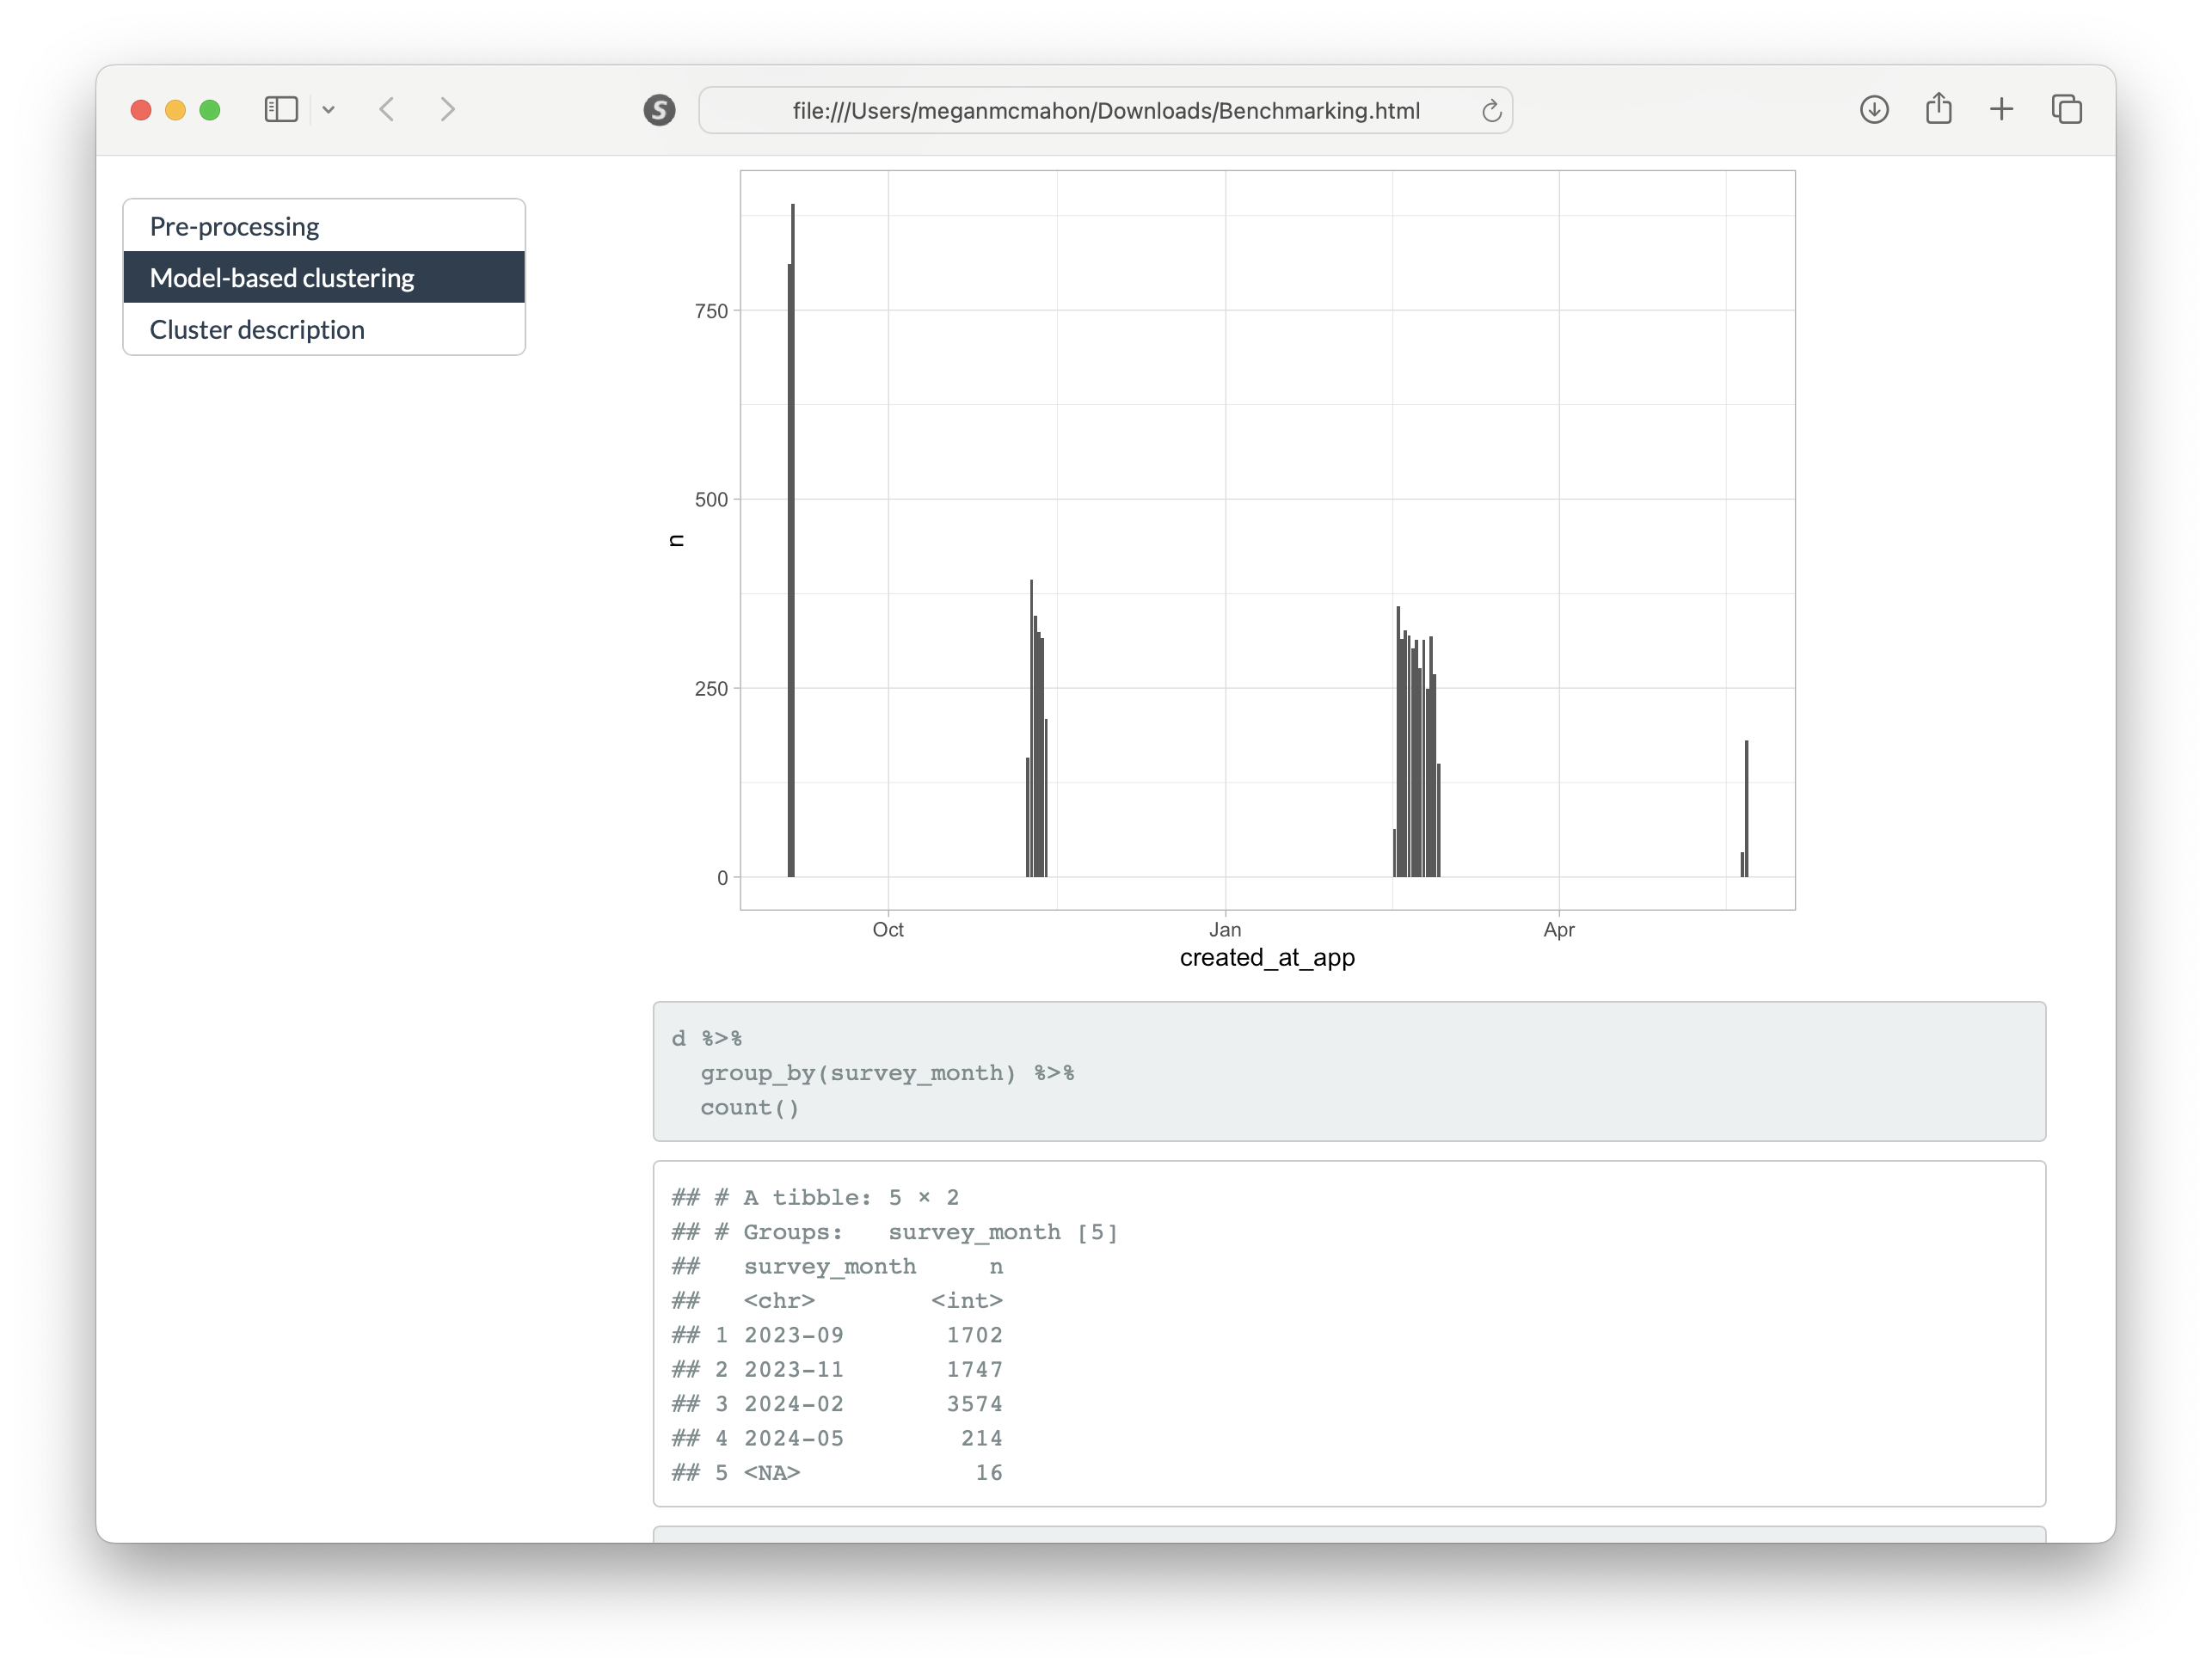 file:///Users/meganmcmahon/Downloads/Benchmarking.html
Pre-processing
Model-based clustering
Cluster description
750
500
250
0
n
Oct Jan Apr
created_at_app
d %>%
  group_by(survey_month) %>%
  count()
## # A tibble: 5 × 2
## # Groups:   survey_month [5]
##   survey_month     n
##   <chr>        <int>
## 1 2023-09       1702
## 2 2023-11       1747
## 3 2024-02       3574
## 4 2024-05        214
## 5 <NA>            16